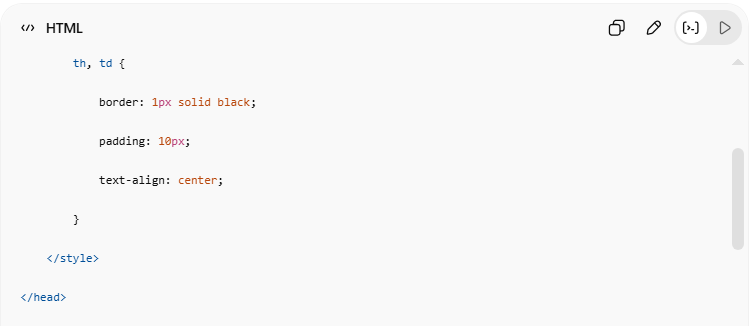 </> HTML
th, td {
border: 1px solid black;
padding: 10px;
text-align: center;
}
</style>
</head>